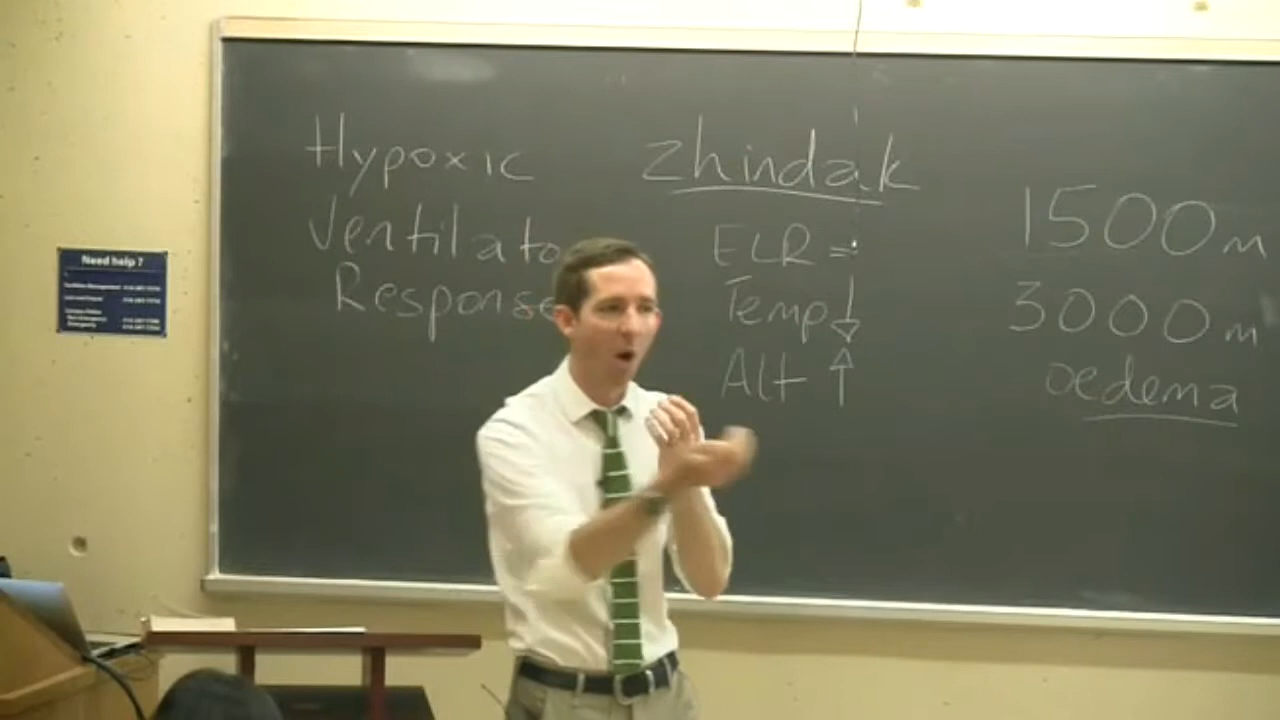 Hypoxic
Ventilato
Response
zhindak
ELR =
Temp ↓
Alt ↑
1500m
3000m
oedema
Need help ?